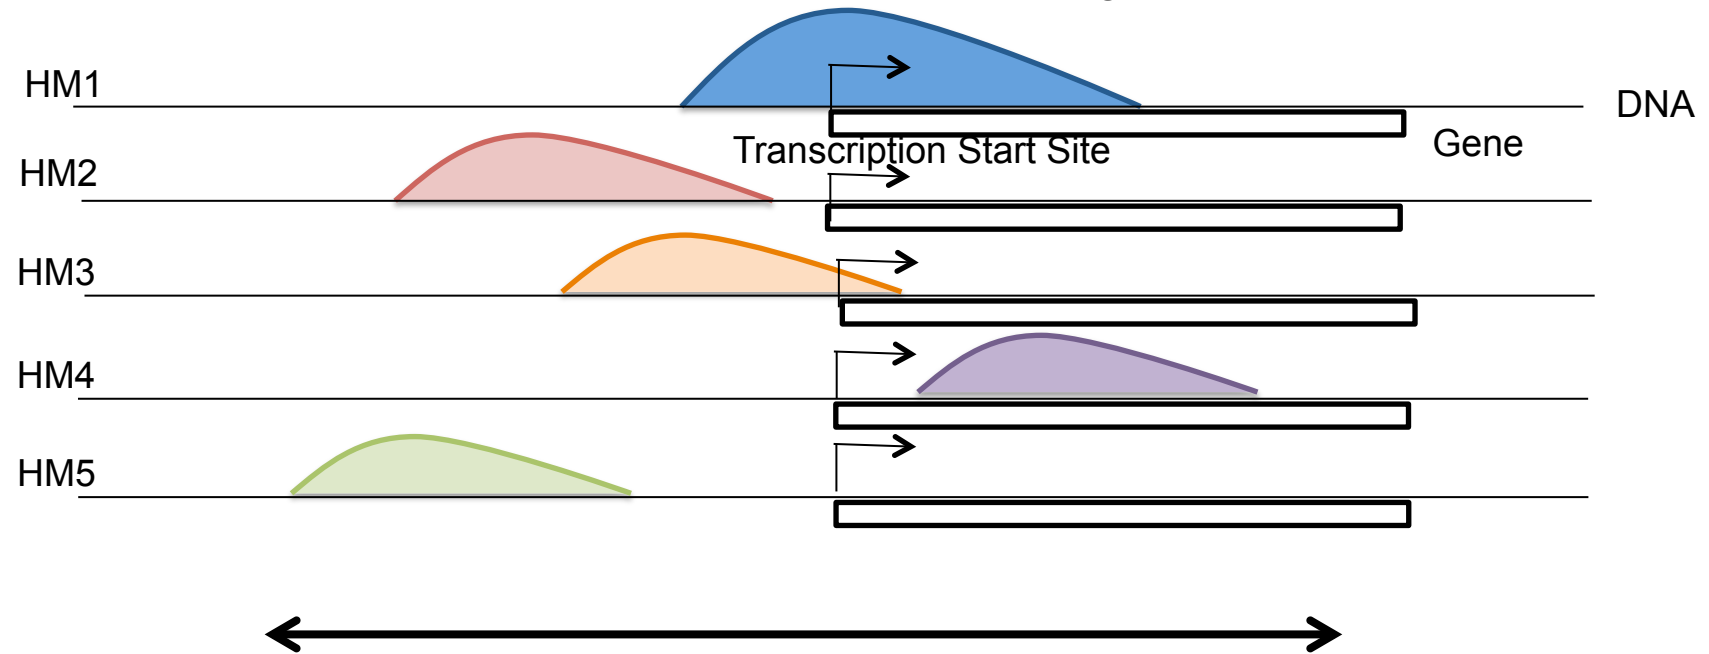 HM1
DNA
Transcription Start Site
Gene
HM2
HM3
HM4
HM5